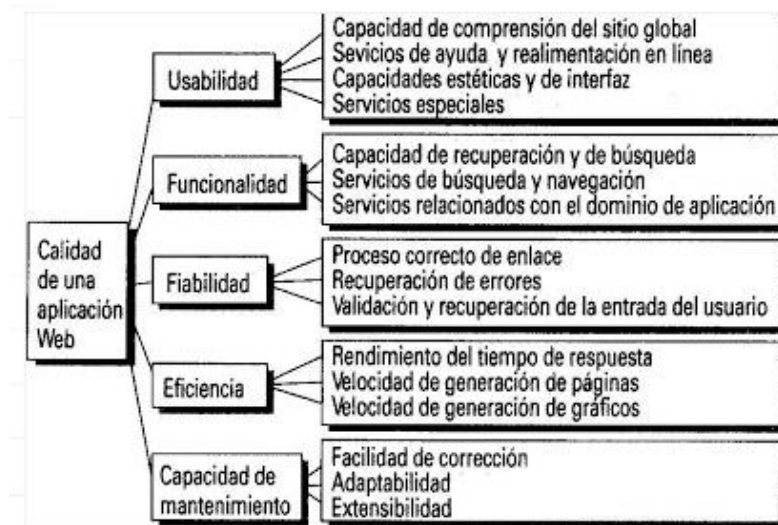 Calidad
de una
aplicación
Web
Usabilidad
Capacidad de comprensión del sitio global
Sevicios de ayuda y realimentación en línea
Capacidades estéticas y de interfaz
Servicios especiales
Funcionalidad
Capacidad de recuperación y de búsqueda
Servicios de búsqueda y navegación
Servicios relacionados con el dominio de aplicación
Fiabilidad
Proceso correcto de enlace
Recuperación de errores
Validación y recuperación de la entrada del usuario
Eficiencia
Rendimiento del tiempo de respuesta
Velocidad de generación de páginas
Velocidad de generación de gráficos
Capacidad de
mantenimiento
Facilidad de corrección
Adaptabilidad
Extensibilidad